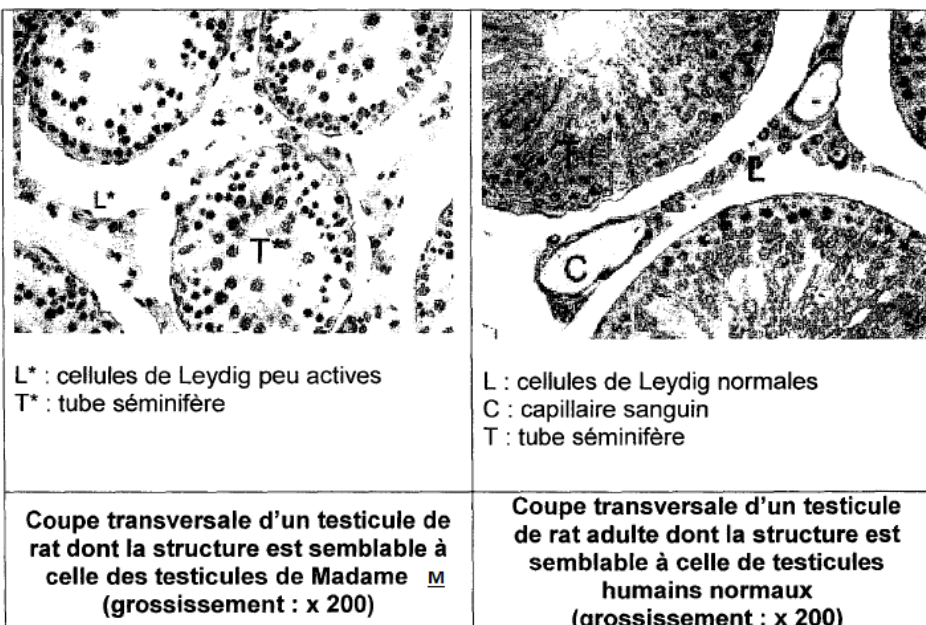 L*
T*
L* : cellules de Leydig peu actives
T* : tube séminifère
Coupe transversale d'un testicule de
rat dont la structure est semblable à
celle des testicules de Madame M
(grossissement : x 200)
T
L
C
L : cellules de Leydig normales
C : capillaire sanguin
T : tube séminifère
Coupe transversale d'un testicule
de rat adulte dont la structure est
semblable à celle de testicules
humains normaux
(grossissement : x 200)